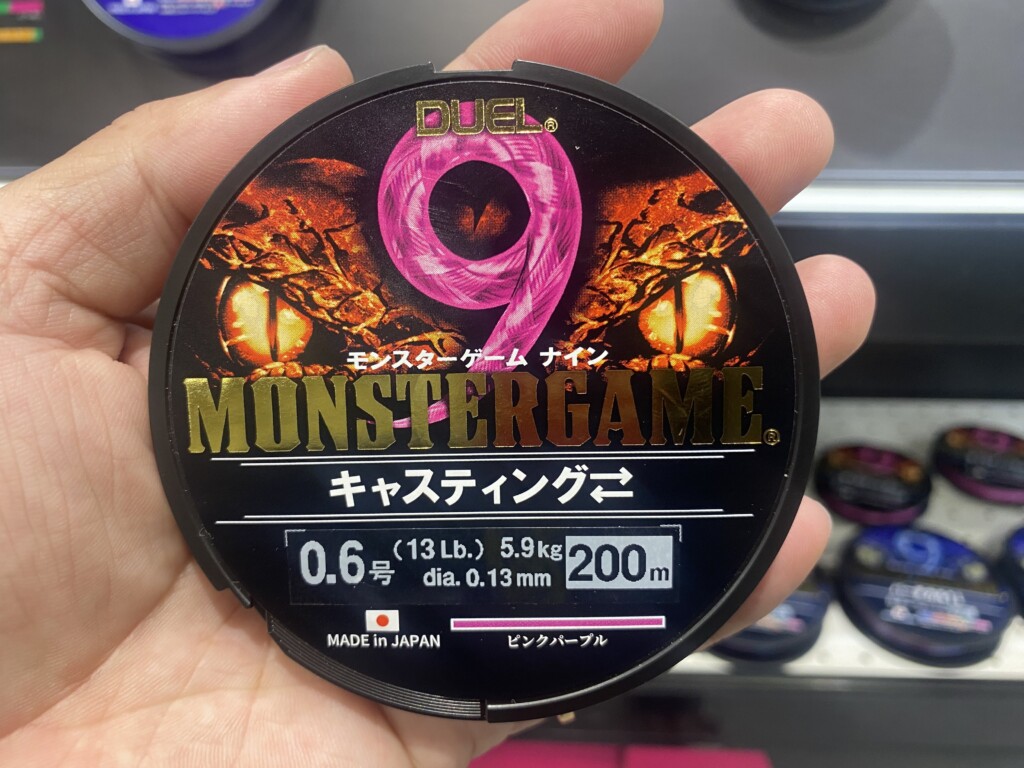 DUEL®
9
モンスターゲーム ナイン
MONSTERGAME®
キャスティング⇄
0.6号 (13Lb.) 5.9kg 200m
dia. 0.13mm
MADE in JAPAN ピンクパープル